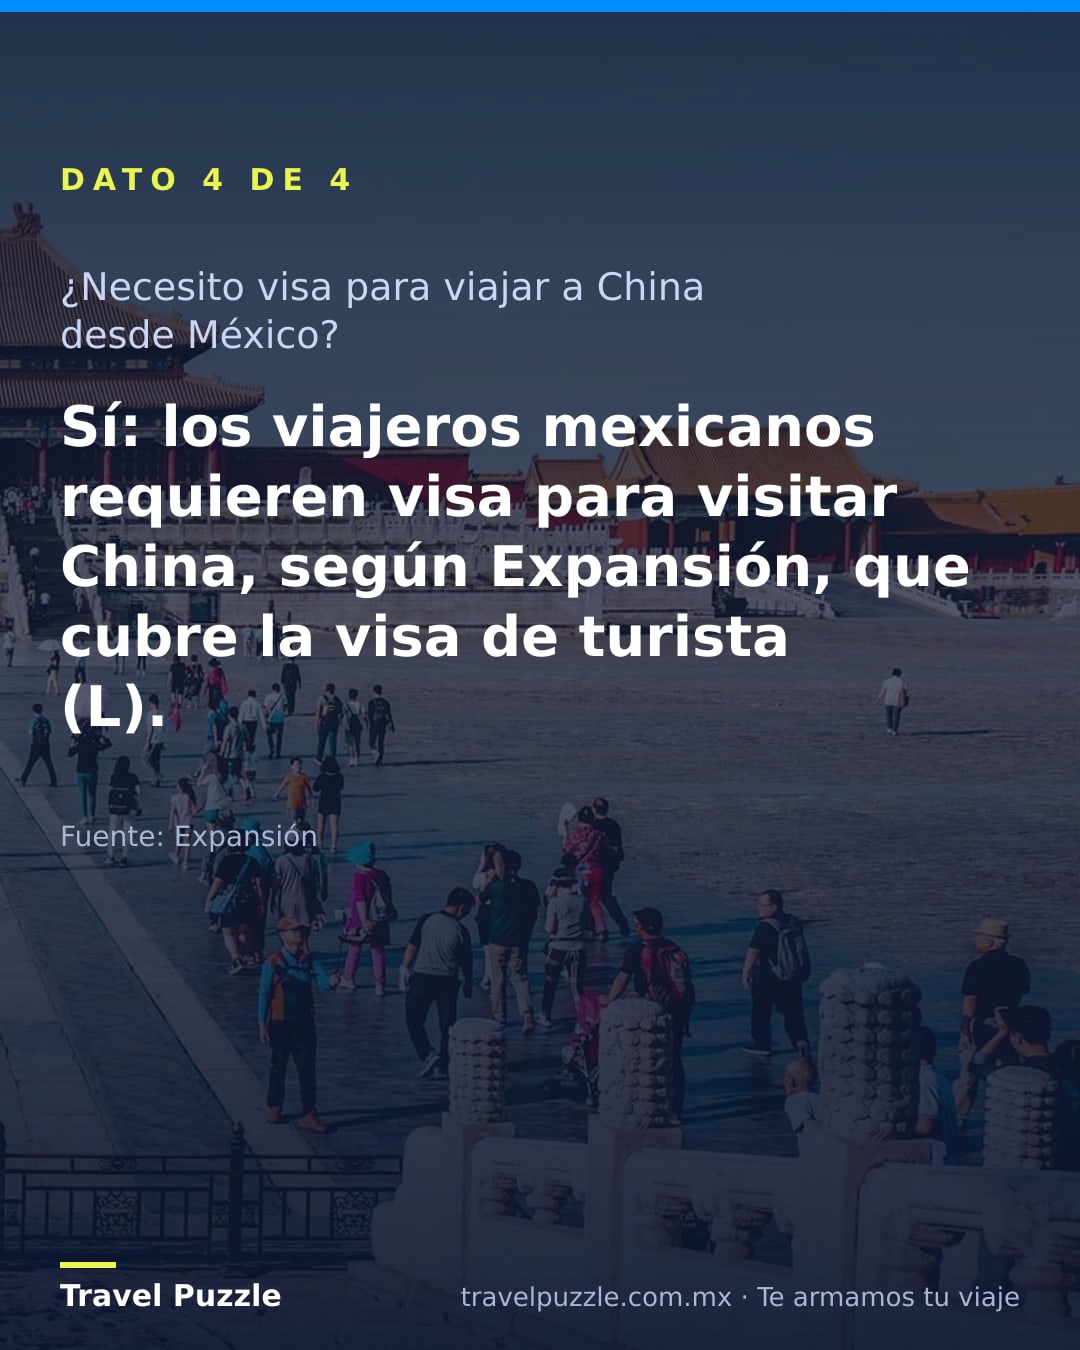 DATO 4 DE 4
¿Necesito visa para viajar a China
desde México?
Sí: los viajeros mexicanos
requieren visa para visitar
China, según Expansión, que
cubre la visa de turista
(L).
Fuente: Expansión
Travel Puzzle
travelpuzzle.com.mx · Te armamos tu viaje